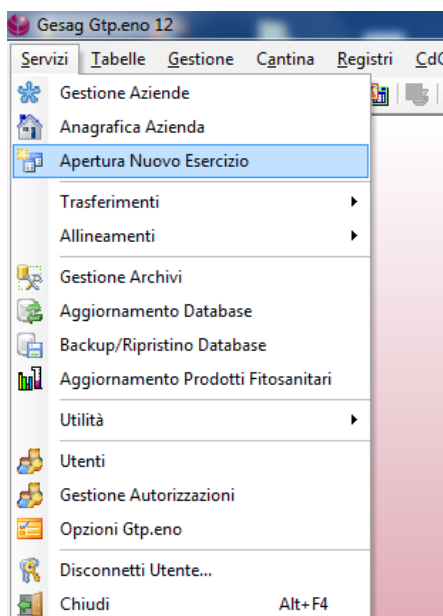 Gesag Gtp.eno 12
Servizi Tabelle Gestione Cantina Registri
Gestione Aziende
Anagrafica Azienda
Apertura Nuovo Esercizio
Trasferimenti
Allineamenti
Gestione Archivi
Aggiornamento Database
Backup/Ripristino Database
Aggiornamento Prodotti Fitosanitari
Utilità
Utenti
Gestione Autorizzazioni
Opzioni Gtp.eno
Disconnetti Utente...
Chiudi Alt+F4